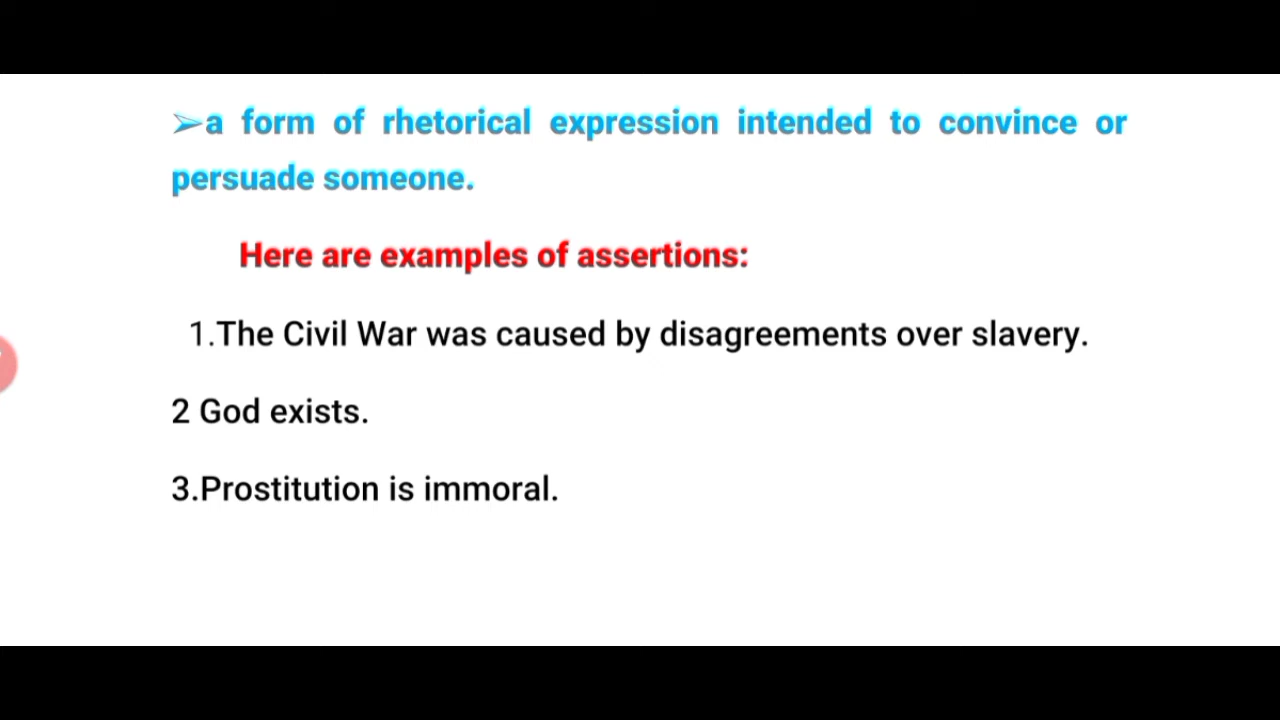 ➢a form of rhetorical expression intended to convince or
persuade someone.
Here are examples of assertions:
1.The Civil War was caused by disagreements over slavery.
2 God exists.
3.Prostitution is immoral.